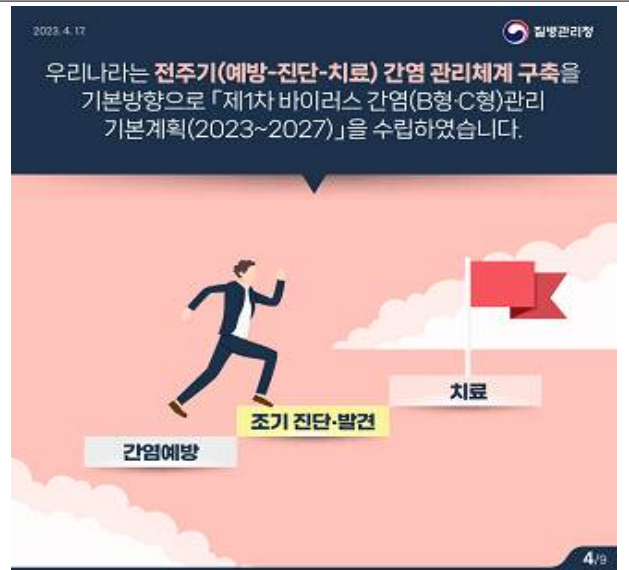 2023. 4. 17.
질병관리청
우리나라는 전주기(예방-진단-치료) 간염 관리체계 구축을
기본방향으로 「제1차 바이러스 간염(B형·C형)관리
기본계획(2023~2027)」을 수립하였습니다.
치료
조기 진단·발견
간염예방
4/9